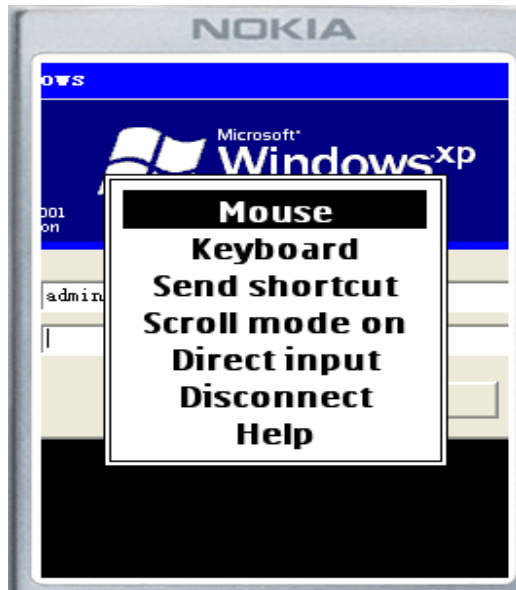 NOKIA
ows
Microsoft®
Windows xp
001
on
Mouse
admin
Keyboard
Send shortcut
Scroll mode on
Direct input
Disconnect
Help